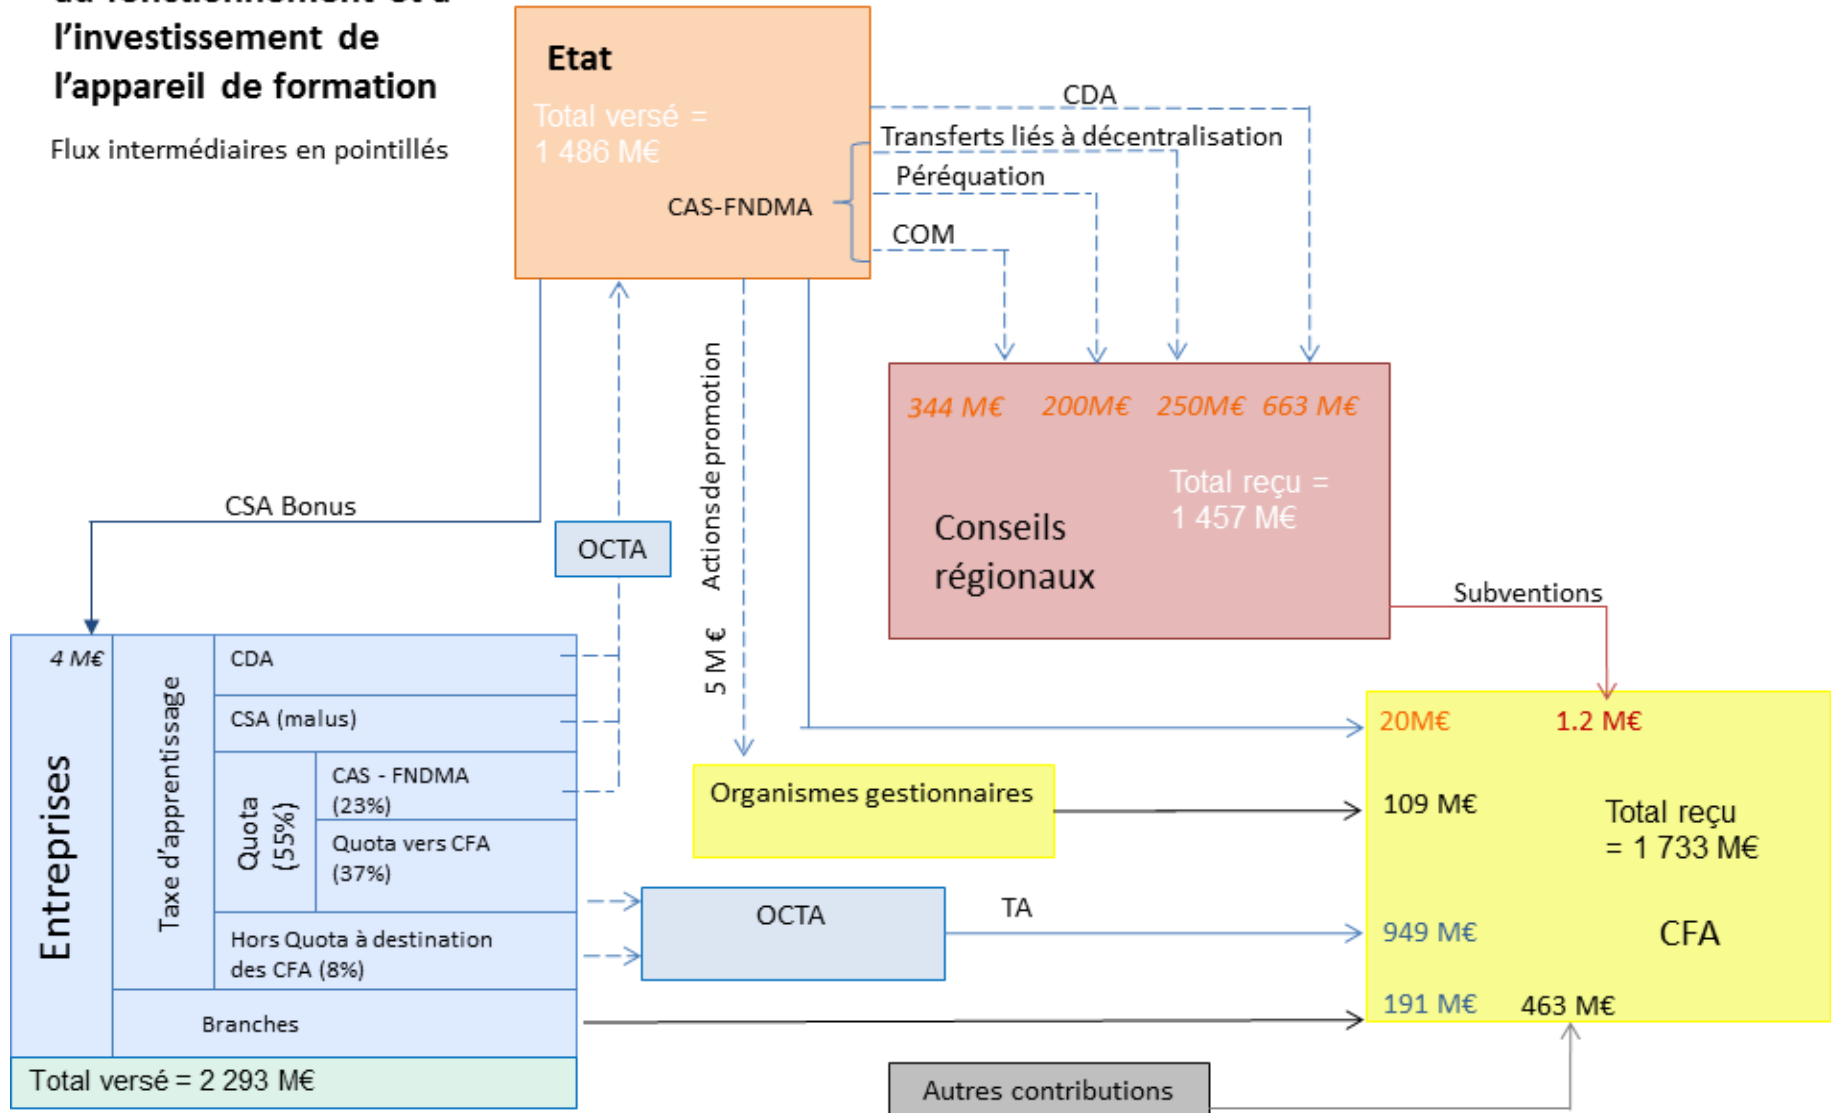 l'investissement de
l'appareil de formation
Flux intermédiaires en pointillés
Etat
Total versé =
1 486 M€
CAS-FNDMA
CDA
Transferts liés à décentralisation
Péréquation
COM
344 M€ 200M€ 250M€ 663 M€
Total reçu =
1 457 M€
Conseils
régionaux
Subventions
CSA Bonus
OCTA
5 M € Actions de promotion
4 M€
Entreprises
Taxe d'apprentissage
CDA
CSA (malus)
Quota
(55%)
CAS - FNDMA
(23%)
Quota vers CFA
(37%)
Hors Quota à destination
des CFA (8%)
Branches
Total versé = 2 293 M€
Organismes gestionnaires
OCTA
TA
20M€ 1.2 M€
109 M€
Total reçu
= 1 733 M€
949 M€
CFA
191 M€ 463 M€
Autres contributions